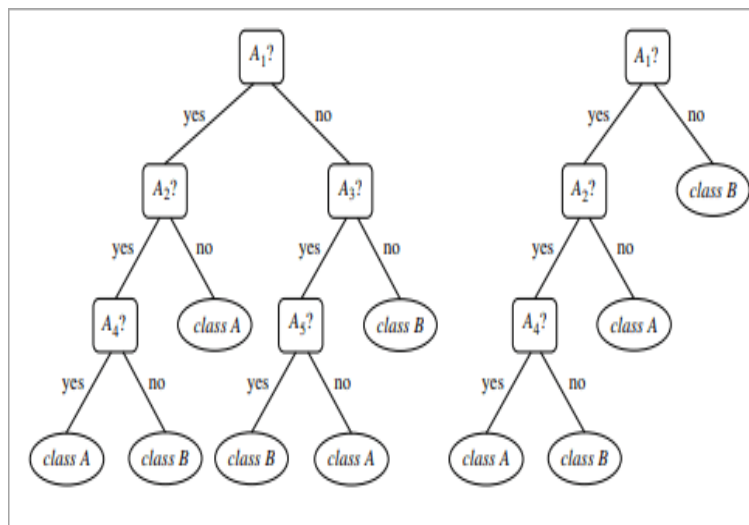 A₁? A₁?
yes no yes no
A₂? A₃? A₂? class B
yes no yes no yes no
A₄? class A A₅? class B A₄? class A
yes no yes no yes no
class A class B class B class A class A class B